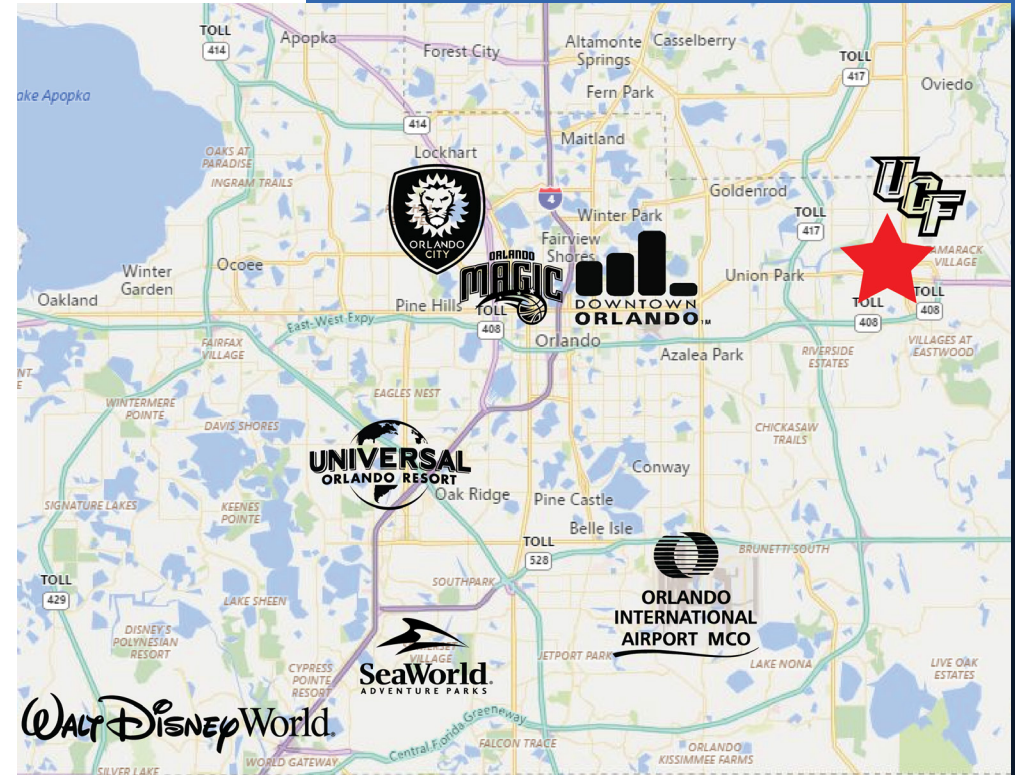 TOLL
414
Apopka
Forest City
Altamonte
Springs
Casselberry
TOLL
417
Oviedo
ake Apopka
Fern Park
414
Maitland
Lockhart
OAKS AT
PARADISE
INGRAM TRAILS
UCF
Goldenrod
4
Winter Park
TOLL
417
ORLANDO
CITY
Fairview
Shores
ORLANDO
MAGIC
AMARACK
VILLAGE
Winter
Garden
Ocoee
Union Park
Oakland
Pine Hills
TOLL
408
DOWNTOWN
ORLANDO TM
TOLL
408
TOLL
408
East-West Expy
Orlando
Azalea Park
FAIRFAX
VILLAGE
RIVERSIDE
ESTATES
VILLAGES AT
EASTWOOD
NT
E
EAGLES NEST
WINTERMERE
POINTE
DAVIS SHORES
CHICKASAW
TRAILS
UNIVERSAL
ORLANDO RESORT
Conway
Oak Ridge
Pine Castle
SIGNATURE LAKES
KEENES
POINTE
Belle Isle
TOLL
528
BRUNETTI SOUTH
TOLL
429
SOUTHPARK
LAKE SHEEN
ORLANDO
INTERNATIONAL
AIRPORT MCO
DISNEY'S
POLYNESIAN
RESORT
VILLAGE
JETPORT PARK
LAKE NONA
CYPRESS
POINTE
RESORT
SeaWorld®
ADVENTURE PARKS
LIVE OAK
ESTATES
WALT DISNEY World®
Central Florida Greeneway
FALCON TRACE
ORLANDO
KISSIMMEE FARMS
WORLD GATEWAY
SILVER LAKE